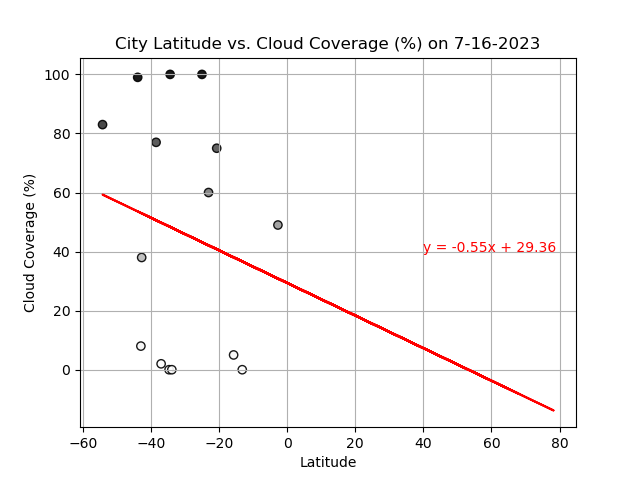 City Latitude vs. Cloud Coverage (%) on 7-16-2023
Cloud Coverage (%)
100
80
60
40
20
0
y = -0.55x + 29.36
−60 −40 −20 0 20 40 60 80
Latitude